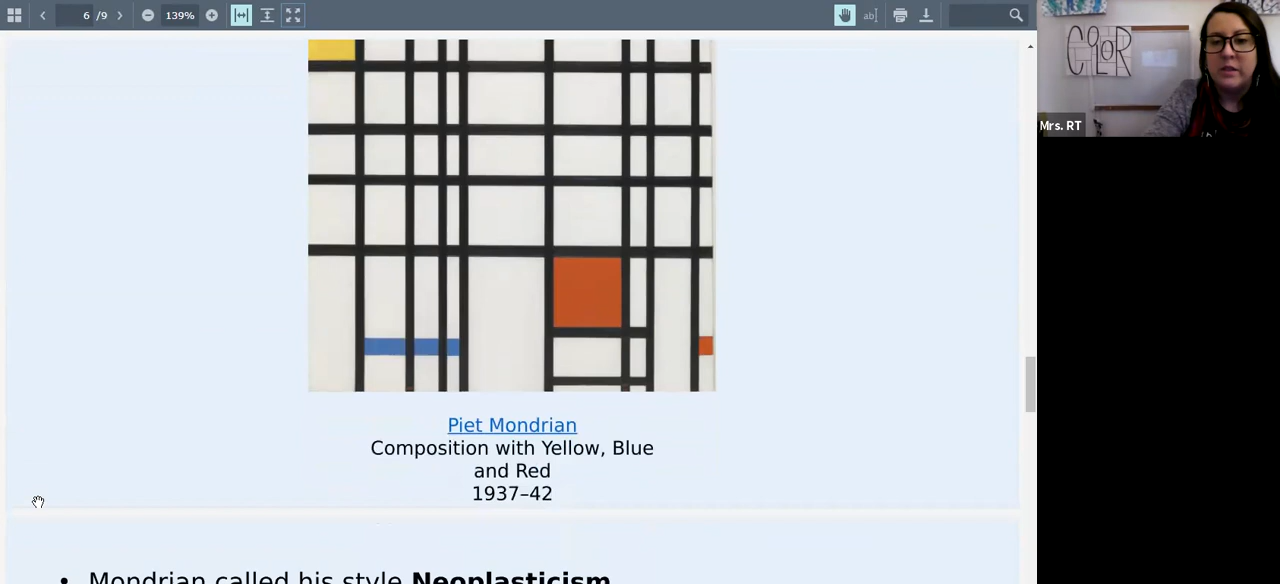 6 /9
139%
ab
COLOR
Mrs. RT
Piet Mondrian
Composition with Yellow, Blue
and Red
1937–42
• Mondrian called his style Neoplasticism